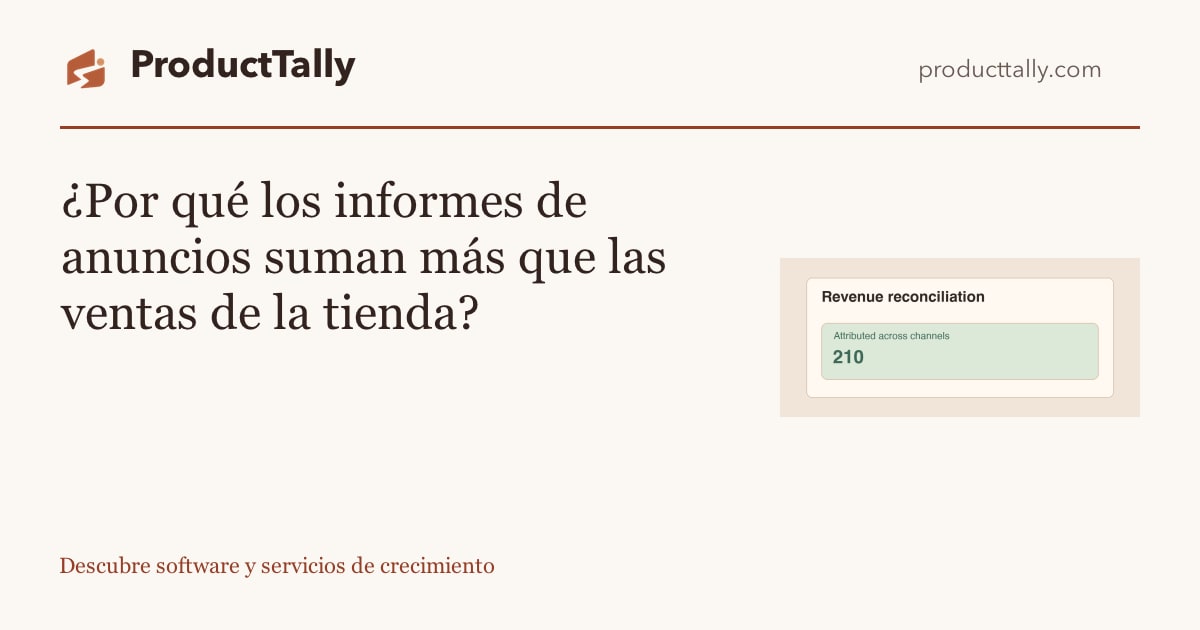 ProductTally
producttally.com
¿Por qué los informes de
anuncios suman más que las
ventas de la tienda?
Revenue reconciliation
Attributed across channels
210
Descubre software y servicios de crecimiento